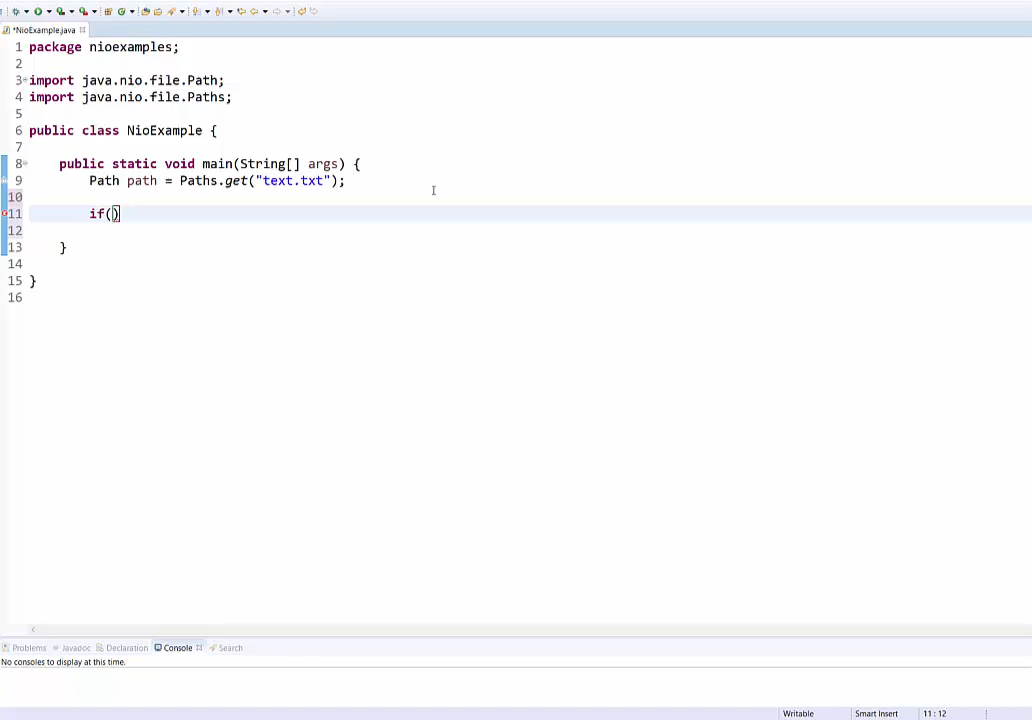 *NioExample.java
1 package nioexamples;
2
3 import java.nio.file.Path;
4 import java.nio.file.Paths;
5
6 public class NioExample {
7
8 public static void main(String[] args) {
9 Path path = Paths.get("text.txt");
10
11 if()
12
13 }
14
15 }
16
Problems Javadoc Declaration Console Search
No consoles to display at this time.
Writable Smart Insert 11 : 12